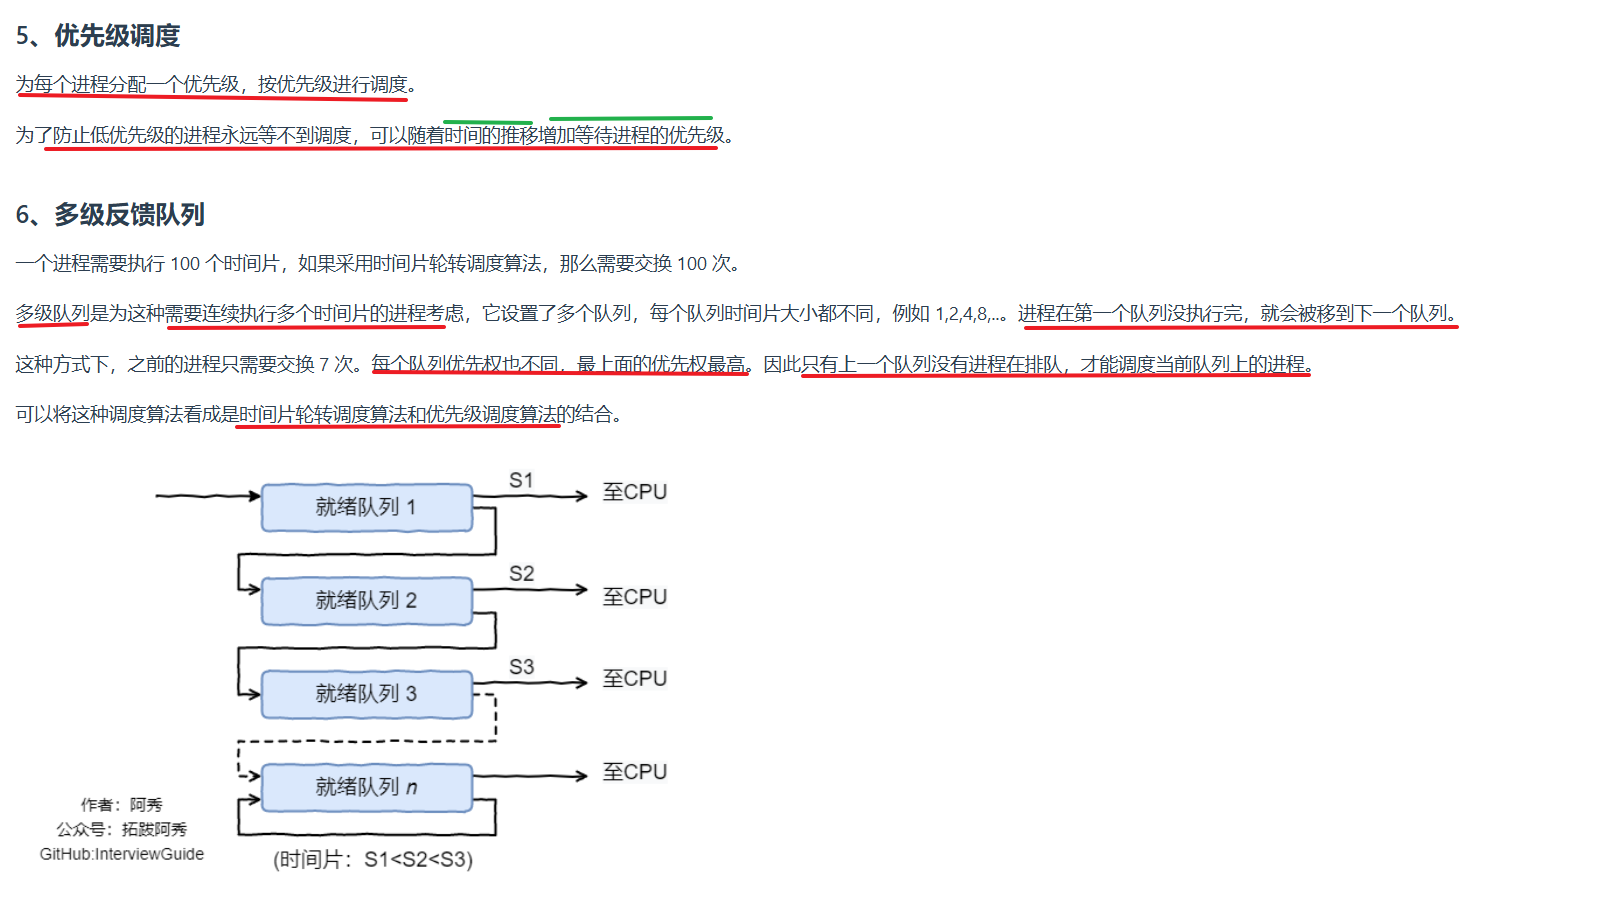 5、优先级调度
为每个进程分配一个优先级，按优先级进行调度。
为了防止低优先级的进程永远等不到调度，可以随着时间的推移增加等待进程的优先级。
6、多级反馈队列
一个进程需要执行 100 个时间片，如果采用时间片轮转调度算法，那么需要交换 100 次。
多级队列是为这种需要连续执行多个时间片的进程考虑，它设置了多个队列，每个队列时间片大小都不同，例如 1,2,4,8,..。进程在第一个队列没执行完，就会被移到下一个队列。
这种方式下，之前的进程只需要交换 7 次。每个队列优先权也不同，最上面的优先权最高。因此只有上一个队列没有进程在排队，才能调度当前队列上的进程。
可以将这种调度算法看成是时间片轮转调度算法和优先级调度算法的结合。
S1
就绪队列 1
至CPU
S2
就绪队列 2
至CPU
S3
就绪队列 3
至CPU
就绪队列 n
至CPU
作者：阿秀
公众号：拓跋阿秀
GitHub:InterviewGuide
(时间片：S1<S2<S3)